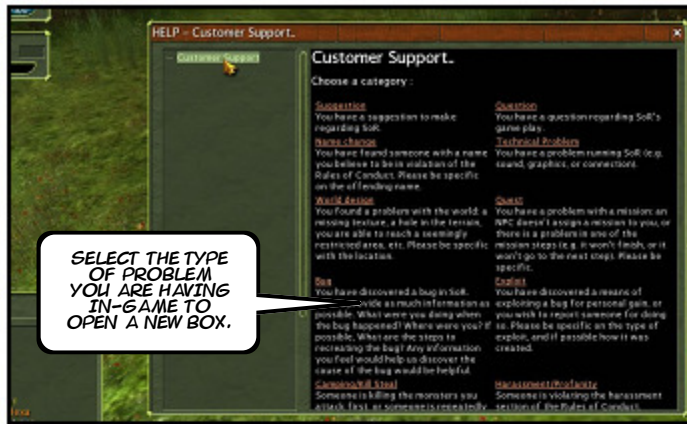 HELP - Customer Support..
Customer Support
Customer Support..
Choose a category :
Suggestion
You have a suggestion to make
regarding SoR.
Question
You have a question regarding SoR's
game play.
Name change
You have found someone with a name
you believe to be in violation of the
Rules of Conduct. Please be specific
on the offending name.
Technical Problem
You have a problem running SoR (e.g.
sound, graphics, or connection).
World design
You found a problem with the world: a
missing texture, a hole in the terrain,
you are able to reach a seemingly
restricted area, etc. Please be specific
with the location.
Quest
You have a problem with a mission: an
NPC doesn't assign a mission to you, or
there is a problem in one of the
mission steps (e.g. it won't finish, or it
won't go to the next step). Please be
specific.
Bug
You have discovered a bug in SoR.
as much information as
possible. What were you doing when
the bug happened? Where were you? If
possible, What are the steps to
recreating the bug? Any information
you feel would help us discover the
cause of the bug would be helpful.
Exploit
You have discovered a means of
exploiting a bug for personal gain, or
you wish to report someone for doing
so. Please be specific on the type of
exploit, and if possible how it was
created.
Camping/Kill Steal
Someone is killing the monsters you
attack first, or someone is repeatedly
Harassment/Profanity
Someone is violating the harassment
section of the Rules of Conduct.
SELECT THE TYPE
OF PROBLEM
YOU ARE HAVING
IN-GAME TO
OPEN A NEW BOX.